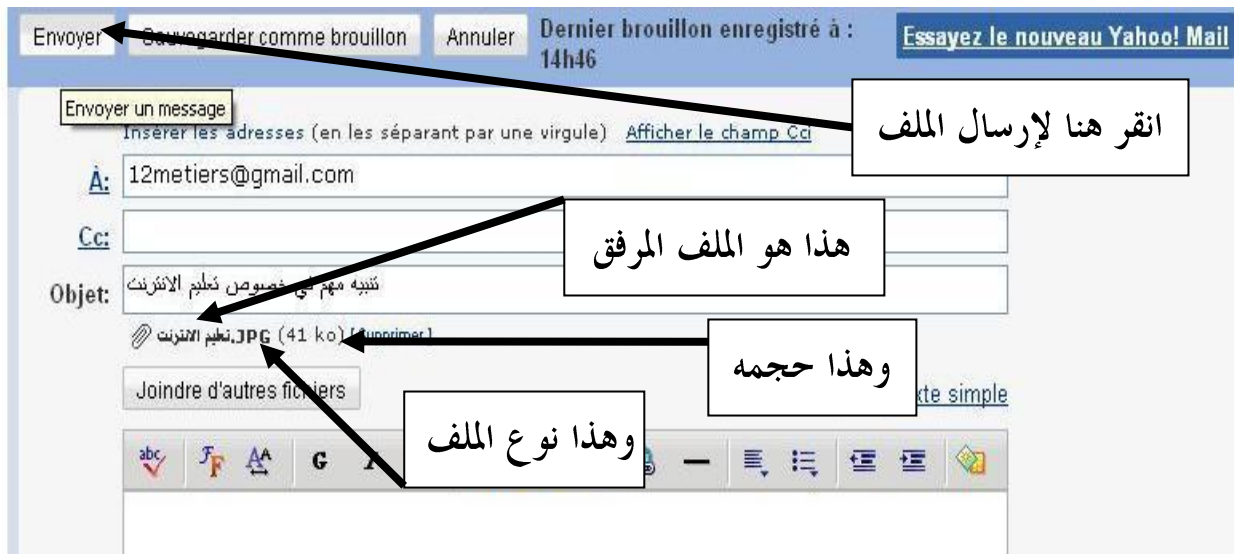 Envoyer Sauvegarder comme brouillon Annuler Dernier brouillon enregistré à :
14h46
Essayez le nouveau Yahoo! Mail
Envoyer un message
انقر هنا لإرسال الملف
Insérer les adresses (en les séparant par une virgule) Afficher le champ Cci
À: 12metiers@gmail.com
Cc:
هذا هو الملف المرفق
Objet: تنبيه مهم في خصوص تعليم الانترنت
تعليم الانترنت.JPG (41 ko) [Supprimer]
وهذا حجمه
Joindre d'autres fichiers
simple
وهذا نوع الملف
abc G